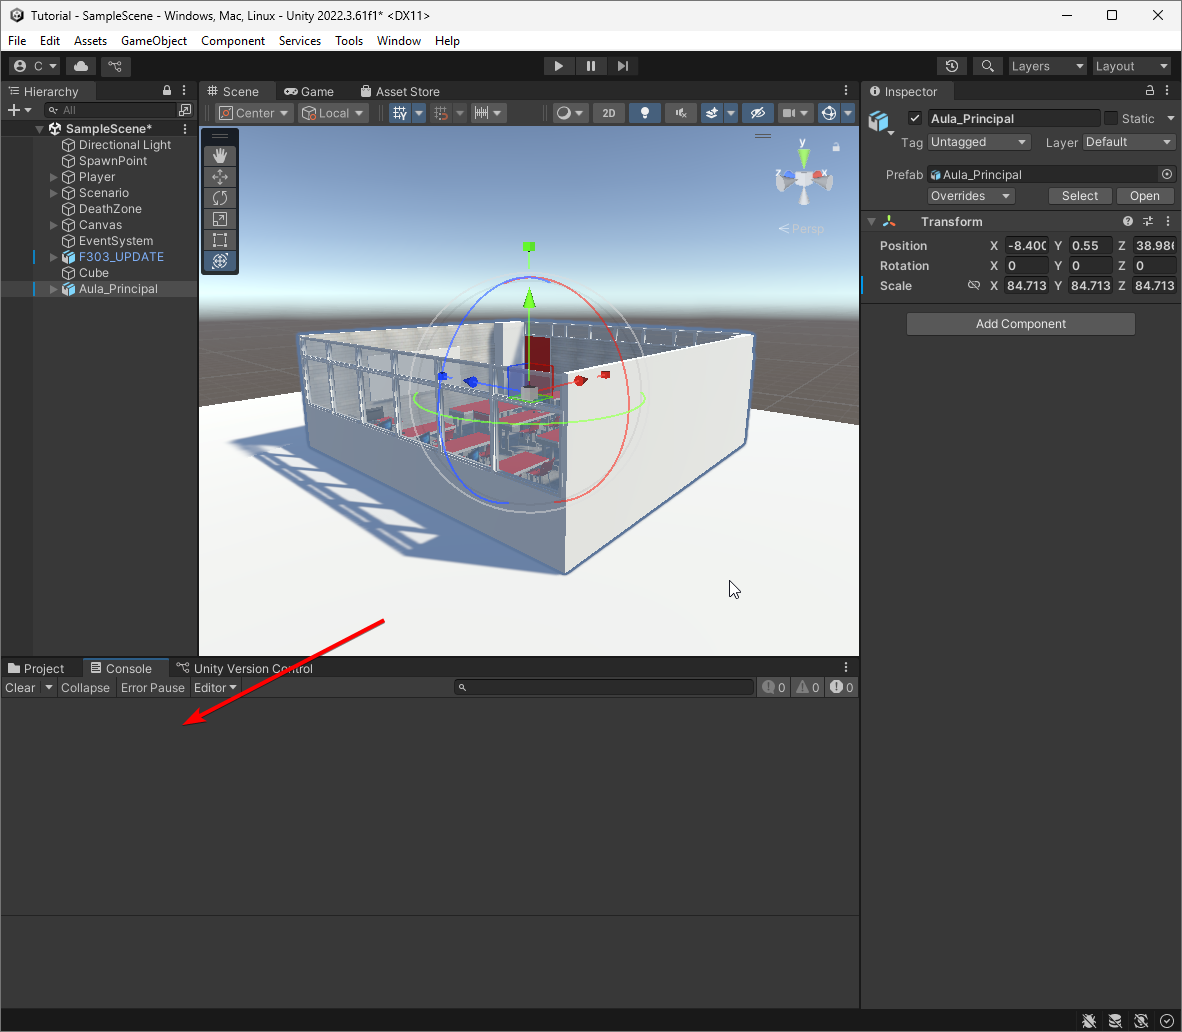 Tutorial - SampleScene - Windows, Mac, Linux - Unity 2022.3.61f1* <DX11>
File Edit Assets GameObject Component Services Tools Window Help
C Layers Layout
Hierarchy
All
SampleScene*
Directional Light
SpawnPoint
Player
Scenario
DeathZone
Canvas
EventSystem
F303_UPDATE
Cube
Aula_Principal
Scene Game Asset Store
Center Local 2D
y
z x
Persp
Inspector
Aula_Principal Static
Tag Untagged Layer Default
Prefab Aula_Principal
Overrides Select Open
Transform
Position X -8.400 Y 0.55 Z 38.986
Rotation X 0 Y 0 Z 0
Scale X 84.713 Y 84.713 Z 84.713
Add Component
Project Console Unity Version Control
Clear Collapse Error Pause Editor 0 0 0